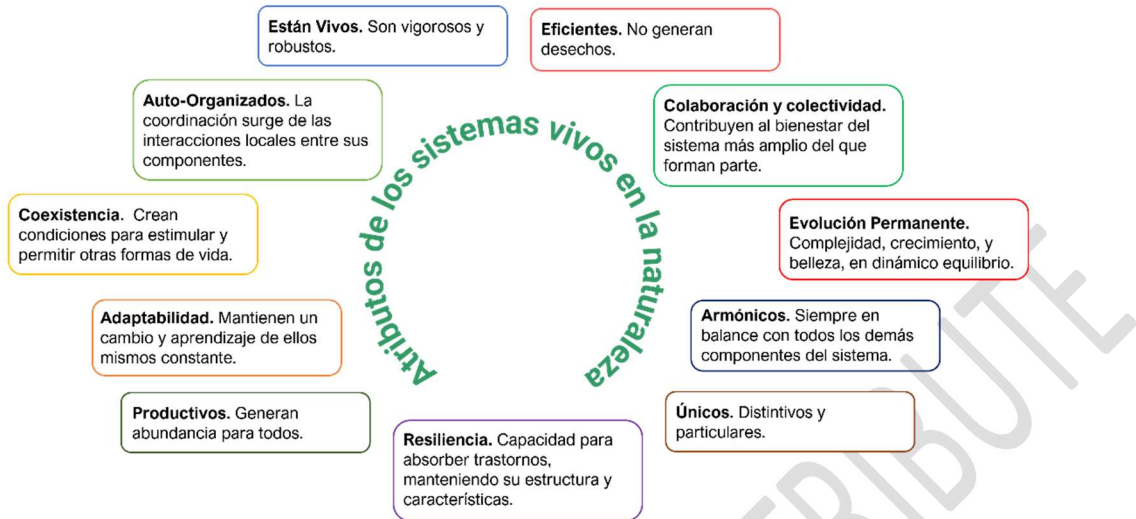 Están Vivos. Son vigorosos y
robustos.
Eficientes. No generan
desechos.
Auto-Organizados. La
coordinación surge de las
interacciones locales entre sus
componentes.
Colaboración y colectividad.
Contribuyen al bienestar del
sistema más amplio del que
forman parte.
Coexistencia. Crean
condiciones para estimular y
permitir otras formas de vida.
Evolución Permanente.
Complejidad, crecimiento, y
belleza, en dinámico equilibrio.
Adaptabilidad. Mantienen un
cambio y aprendizaje de ellos
mismos constante.
Armónicos. Siempre en
balance con todos los demás
componentes del sistema.
Productivos. Generan
abundancia para todos.
Resiliencia. Capacidad para
absorber trastornos,
manteniendo su estructura y
características.
Únicos. Distintivos y
particulares.
Atributos de los sistemas vivos en la naturaleza